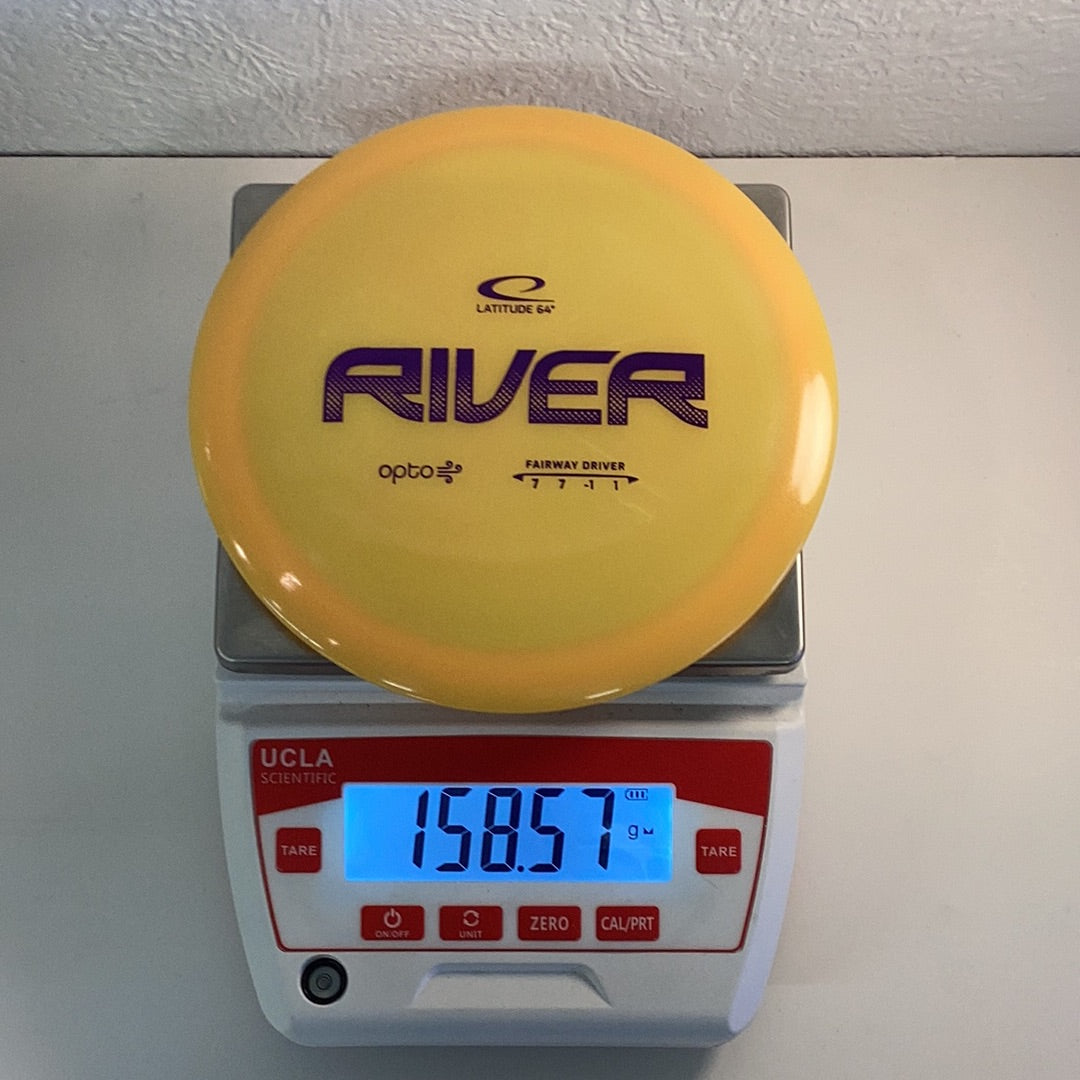 LATITUDE 64°
RIVER
opto
FAIRWAY DRIVER
7 7 -1 1
UCLA
SCIENTIFIC
158.57
g
TARE
TARE
ON/OFF
UNIT
ZERO
CAL/PRT